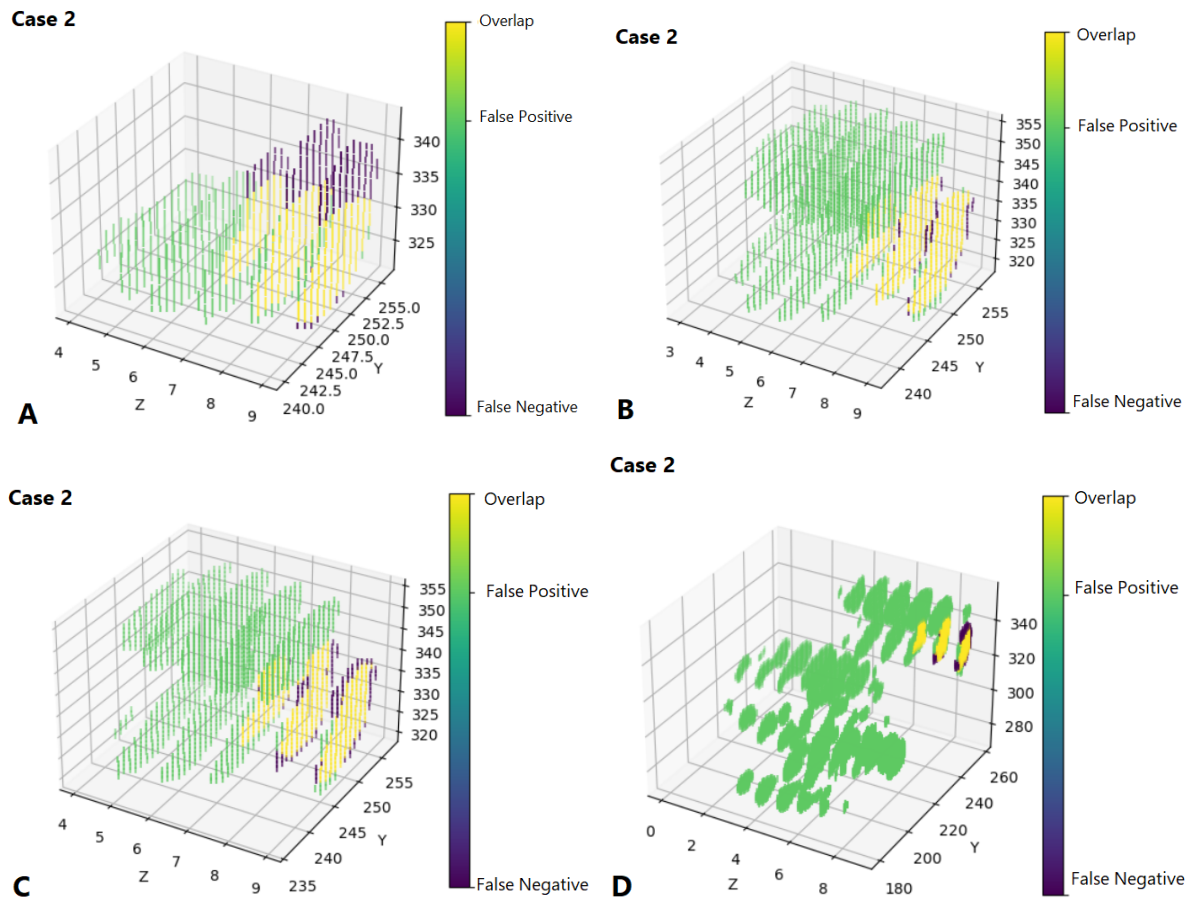 Case 2
Overlap
False Positive
False Negative
340
335
330
325
255.0
252.5
250.0
247.5
245.0
242.5
240.0
Y
4
5
6
7
8
9
Z
A
Case 2
Overlap
False Positive
False Negative
355
350
345
340
335
330
325
320
255
250
245
240
Y
3
4
5
6
7
8
9
Z
B
Case 2
Overlap
False Positive
False Negative
355
350
345
340
335
330
325
320
255
250
245
240
235
Y
4
5
6
7
8
9
Z
C
Case 2
Overlap
False Positive
False Negative
340
320
300
280
260
240
220
200
180
Y
0
2
4
6
8
Z
D